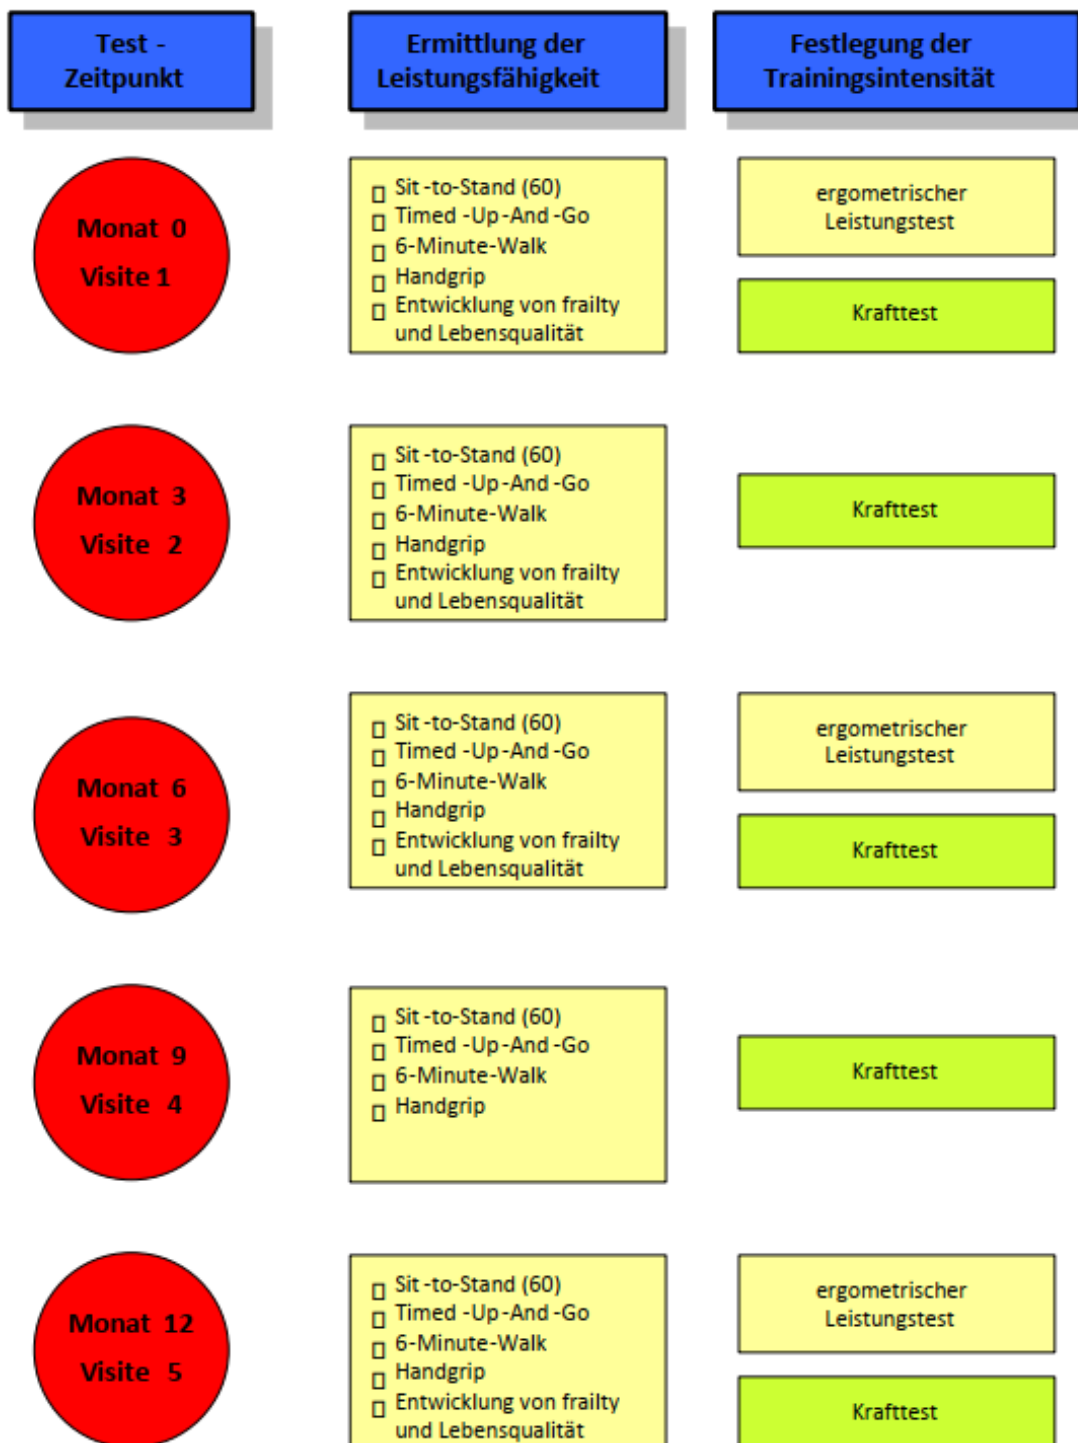 Test -
Zeitpunkt
Ermittlung der
Leistungsfähigkeit
Festlegung der
Trainingsintensität
Monat 0
Visite 1
Sit -to-Stand (60)
Timed -Up-And -Go
6-Minute-Walk
Handgrip
Entwicklung von frailty
und Lebensqualität
ergometrischer
Leistungstest
Krafttest
Monat 3
Visite 2
Sit -to-Stand (60)
Timed -Up-And -Go
6-Minute-Walk
Handgrip
Entwicklung von frailty
und Lebensqualität
Krafttest
Monat 6
Visite 3
Sit -to-Stand (60)
Timed -Up-And -Go
6-Minute-Walk
Handgrip
Entwicklung von frailty
und Lebensqualität
ergometrischer
Leistungstest
Krafttest
Monat 9
Visite 4
Sit -to-Stand (60)
Timed -Up-And -Go
6-Minute-Walk
Handgrip
Krafttest
Monat 12
Visite 5
Sit -to-Stand (60)
Timed -Up-And -Go
6-Minute-Walk
Handgrip
Entwicklung von frailty
und Lebensqualität
ergometrischer
Leistungstest
Krafttest